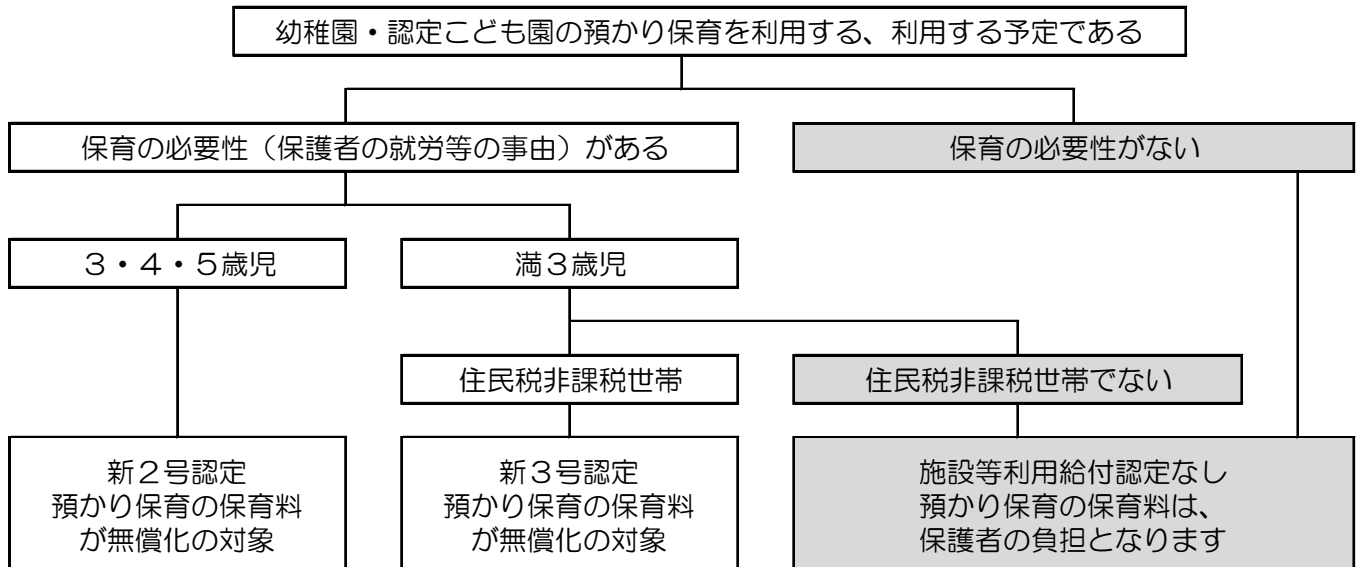 幼稚園・認定こども園の預かり保育を利用する、利用する予定である
保育の必要性（保護者の就労等の事由）がある
保育の必要性がない
３・４・５歳児
満３歳児
住民税非課税世帯
住民税非課税世帯でない
新２号認定
預かり保育の保育料
が無償化の対象
新３号認定
預かり保育の保育料
が無償化の対象
施設等利用給付認定なし
預かり保育の保育料は、
保護者の負担となります